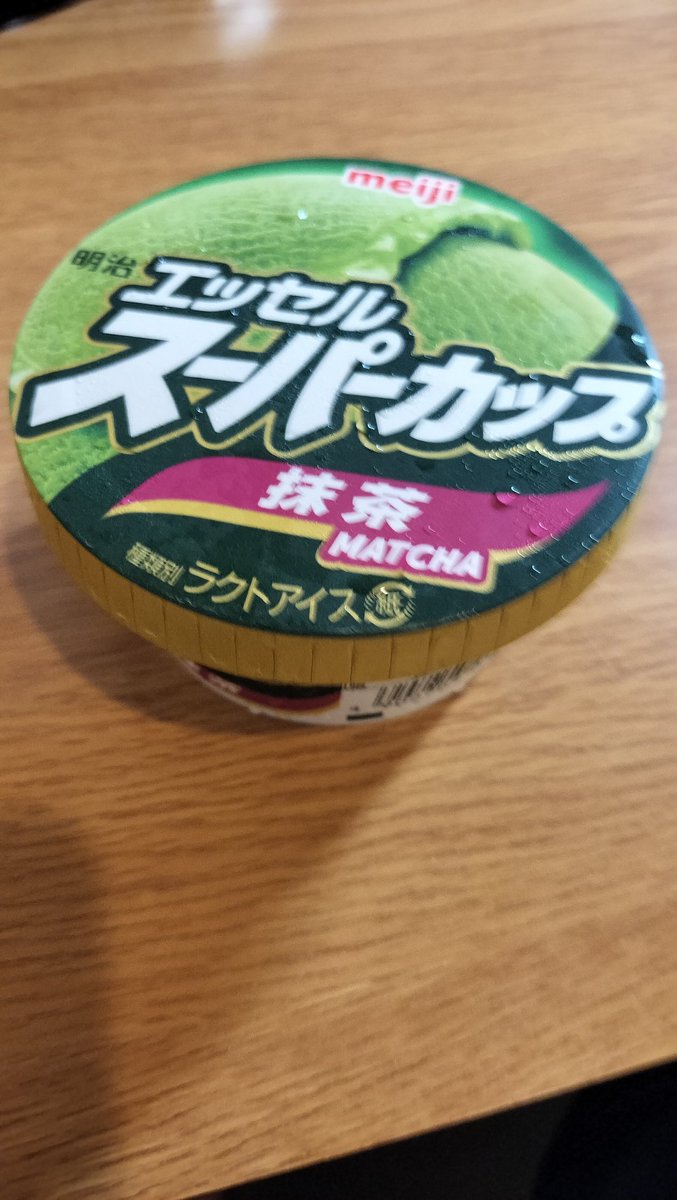 meiji
明治
エッセル
スーパーカップ
抹茶
MATCHA
種類別 ラクトアイス 紙